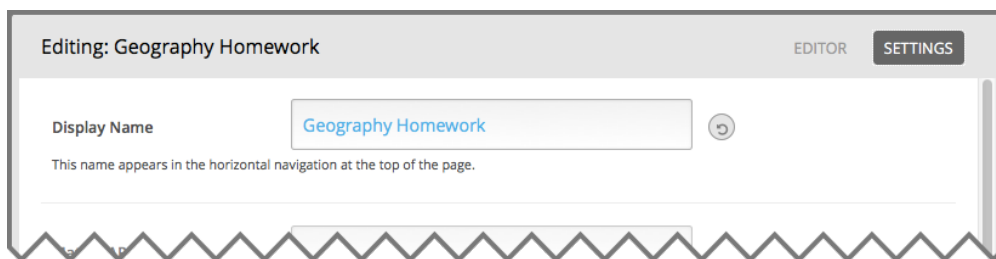 Editing: Geography Homework
EDITOR
SETTINGS
Display Name
Geography Homework
This name appears in the horizontal navigation at the top of the page.